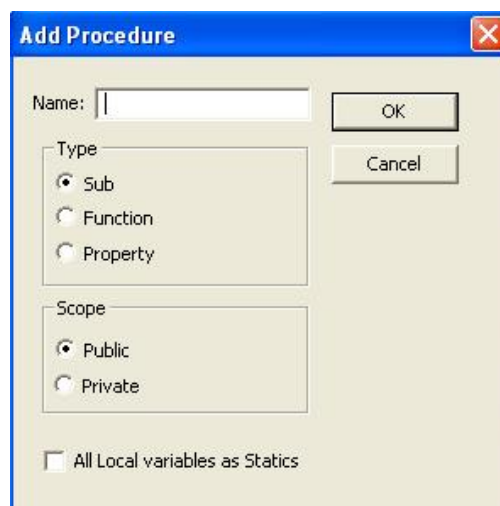 Add Procedure
Name:
OK
Cancel
Type
Sub
Function
Property
Scope
Public
Private
All Local variables as Statics